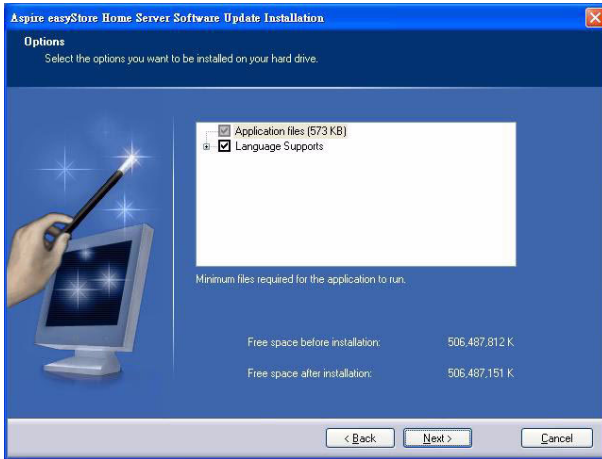 Aspire easyStore Home Server Software Update Installation
Options
Select the options you want to be installed on your hard drive.
Application files (573 KB)
Language Supports
Minimum files required for the application to run.
Free space before installation: 506,487,812 K
Free space after installation: 506,487,151 K
< Back Next > Cancel